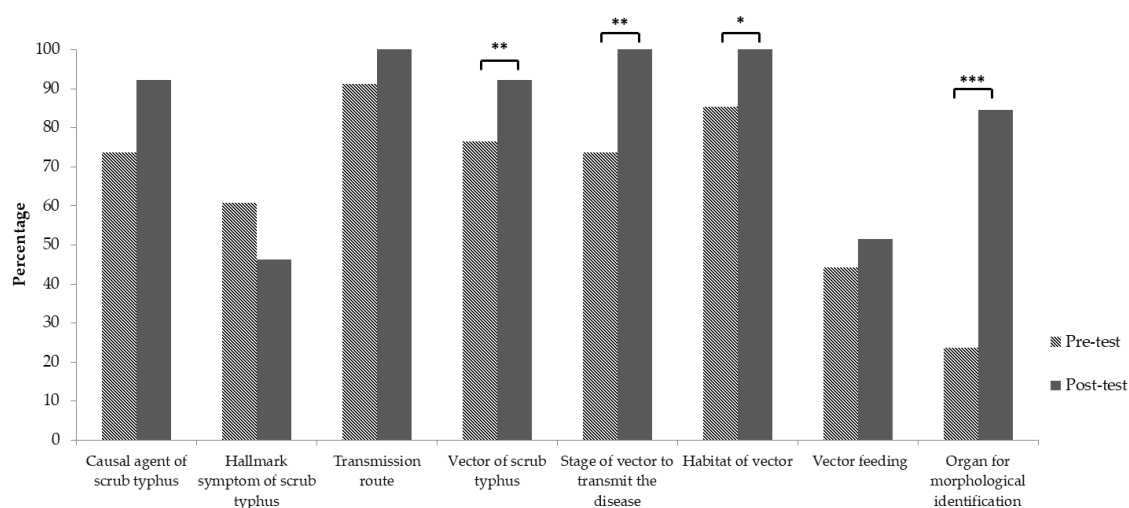 **
**
*
***
100
90
80
70
60
50
40
30
20
10
0
Percentage
Causal agent of
scrub typhus
Hallmark
symptom of scrub
typhus
Transmission
route
Vector of scrub
typhus
Stage of vector to
transmit the
disease
Habitat of vector
Vector feeding
Organ for
morphological
identification
Pre-test
Post-test